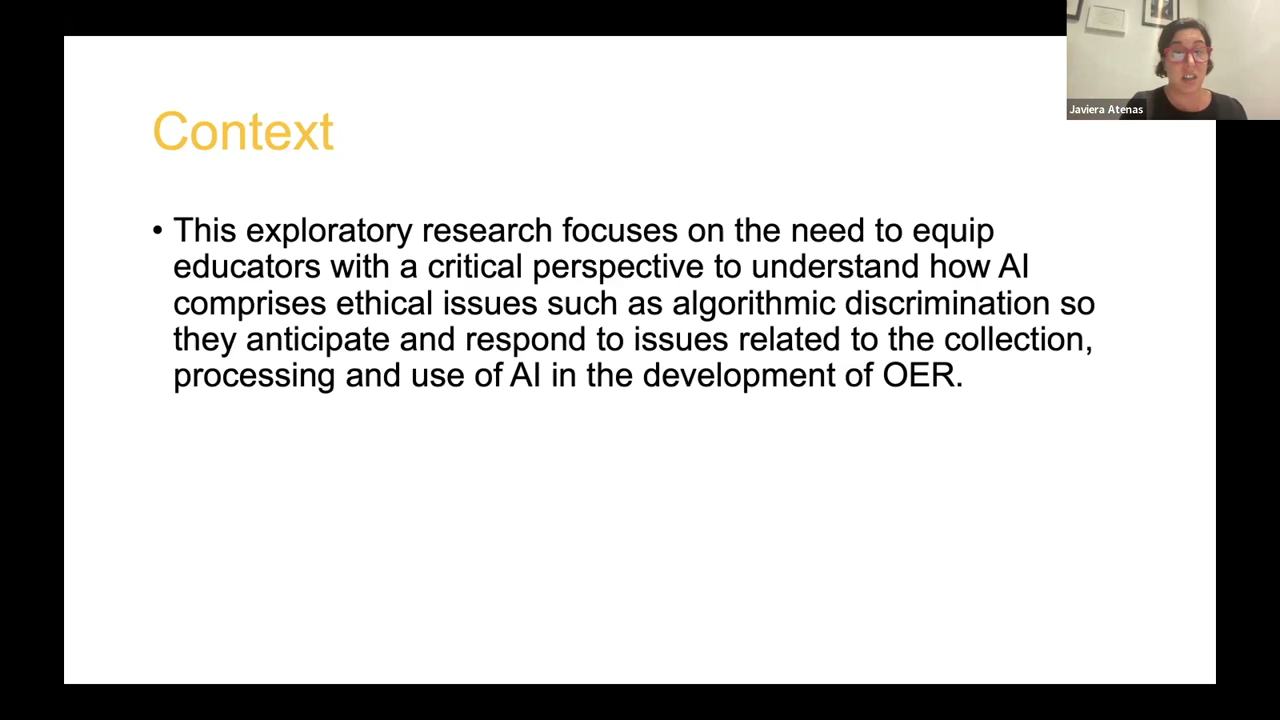 Context
• This exploratory research focuses on the need to equip
educators with a critical perspective to understand how AI
comprises ethical issues such as algorithmic discrimination so
they anticipate and respond to issues related to the collection,
processing and use of AI in the development of OER.
Javiera Atenas